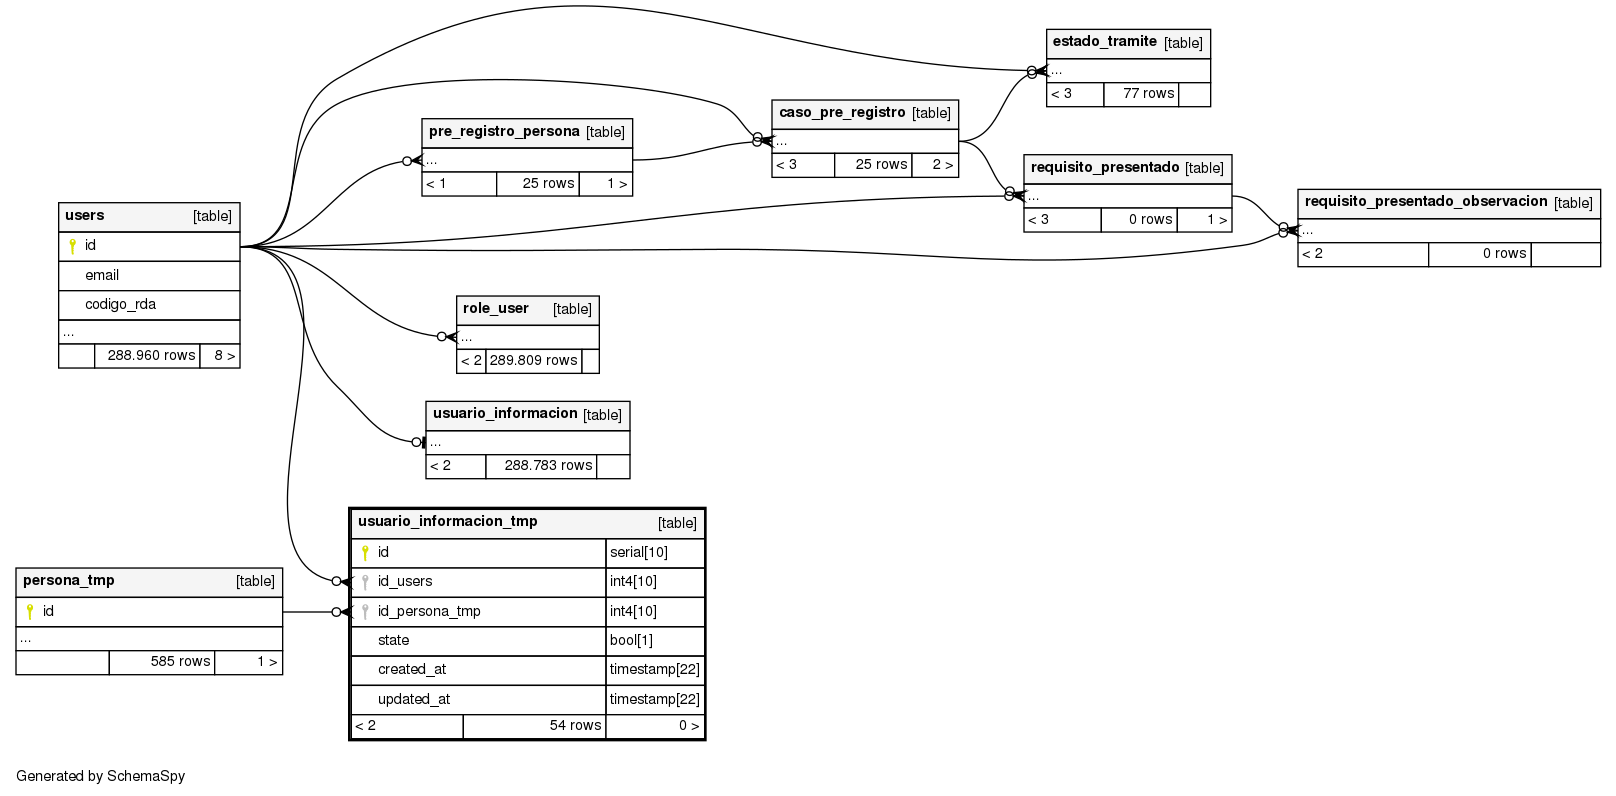 estado_tramite [table]
...
< 3 77 rows
caso_pre_registro [table]
...
< 3 25 rows 2 >
pre_registro_persona [table]
...
< 1 25 rows 1 >
requisito_presentado [table]
...
< 3 0 rows 1 >
requisito_presentado_observacion [table]
...
< 2 0 rows
users [table]
id
email
codigo_rda
...
288.960 rows 8 >
role_user [table]
...
< 2 289.809 rows
usuario_informacion [table]
...
< 2 288.783 rows
usuario_informacion_tmp [table]
id serial[10]
id_users int4[10]
id_persona_tmp int4[10]
state bool[1]
created_at timestamp[22]
updated_at timestamp[22]
< 2 54 rows 0 >
persona_tmp [table]
id
...
585 rows 1 >
Generated by SchemaSpy